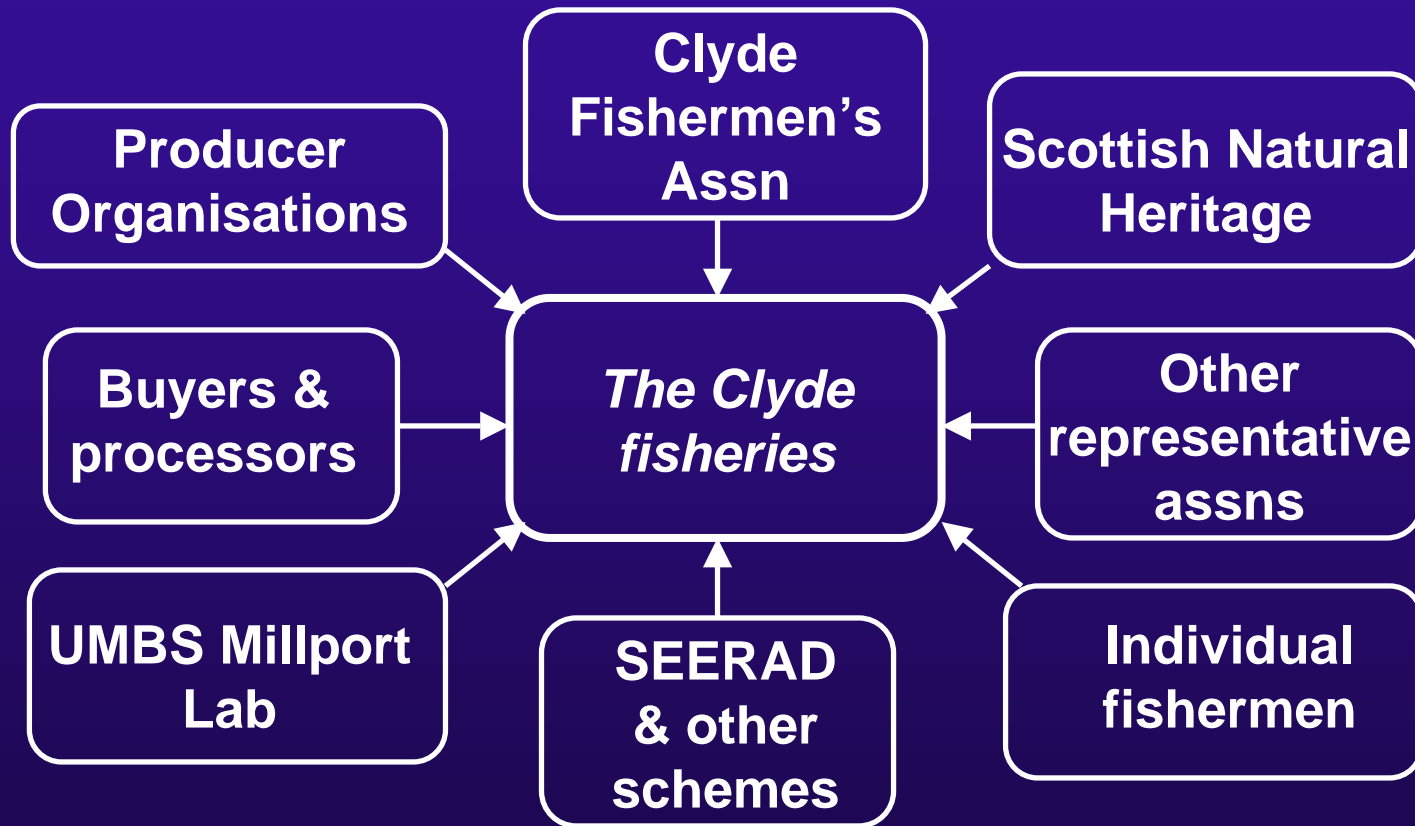 Clyde
Fishermen’s
Assn
Producer
Organisations
Scottish Natural
Heritage
Buyers &
processors
The Clyde
fisheries
Other
representative
assns
UMBS Millport
Lab
SEERAD
& other
schemes
Individual
fishermen